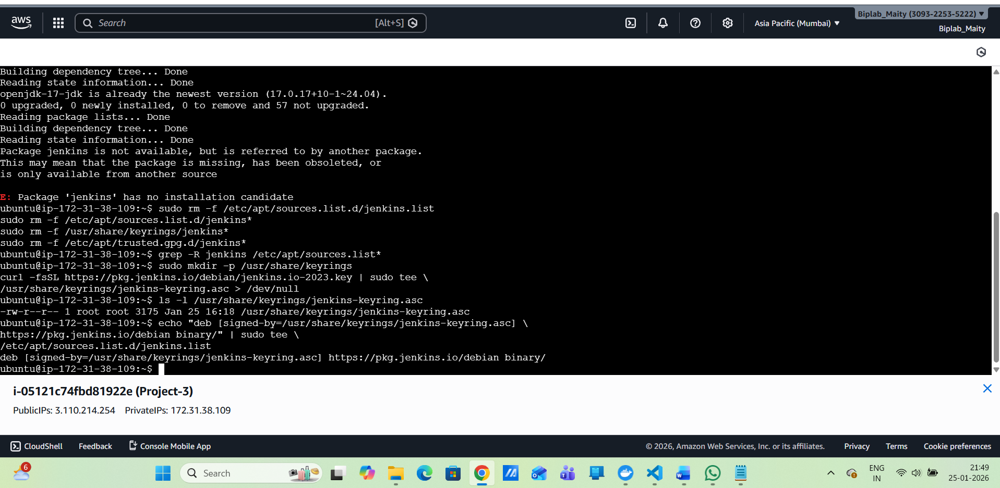 aws
Search
[Alt+S]
Asia Pacific (Mumbai) ▼
Biplab_Maity (3093-2253-5222) ▼
Biplab_Maity
Building dependency tree... Done
Reading state information... Done
openjdk-17-jdk is already the newest version (17.0.17+10-1~24.04).
0 upgraded, 0 newly installed, 0 to remove and 57 not upgraded.
Reading package lists... Done
Building dependency tree... Done
Reading state information... Done
Package jenkins is not available, but is referred to by another package.
This may mean that the package is missing, has been obsoleted, or
is only available from another source
E: Package 'jenkins' has no installation candidate
ubuntu@ip-172-31-38-109:~$ sudo rm -f /etc/apt/sources.list.d/jenkins.list
sudo rm -f /etc/apt/sources.list.d/jenkins*
sudo rm -f /usr/share/keyrings/jenkins*
sudo rm -f /etc/apt/trusted.gpg.d/jenkins*
ubuntu@ip-172-31-38-109:~$ grep -R jenkins /etc/apt/sources.list*
ubuntu@ip-172-31-38-109:~$ sudo mkdir -p /usr/share/keyrings
curl -fsSL https://pkg.jenkins.io/debian/jenkins.io-2023.key | sudo tee \
/usr/share/keyrings/jenkins-keyring.asc > /dev/null
ubuntu@ip-172-31-38-109:~$ ls -l /usr/share/keyrings/jenkins-keyring.asc
-rw-r--r-- 1 root root 3175 Jan 25 16:18 /usr/share/keyrings/jenkins-keyring.asc
ubuntu@ip-172-31-38-109:~$ echo "deb [signed-by=/usr/share/keyrings/jenkins-keyring.asc] \
https://pkg.jenkins.io/debian binary/" | sudo tee \
/etc/apt/sources.list.d/jenkins.list
deb [signed-by=/usr/share/keyrings/jenkins-keyring.asc] https://pkg.jenkins.io/debian binary/
ubuntu@ip-172-31-38-109:~$
i-05121c74fbd81922e (Project-3)
PublicIPs: 3.110.214.254 PrivateIPs: 172.31.38.109
CloudShell Feedback Console Mobile App
© 2026, Amazon Web Services, Inc. or its affiliates. Privacy Terms Cookie preferences
6
Search
ENG
IN
21:49
25-01-2026